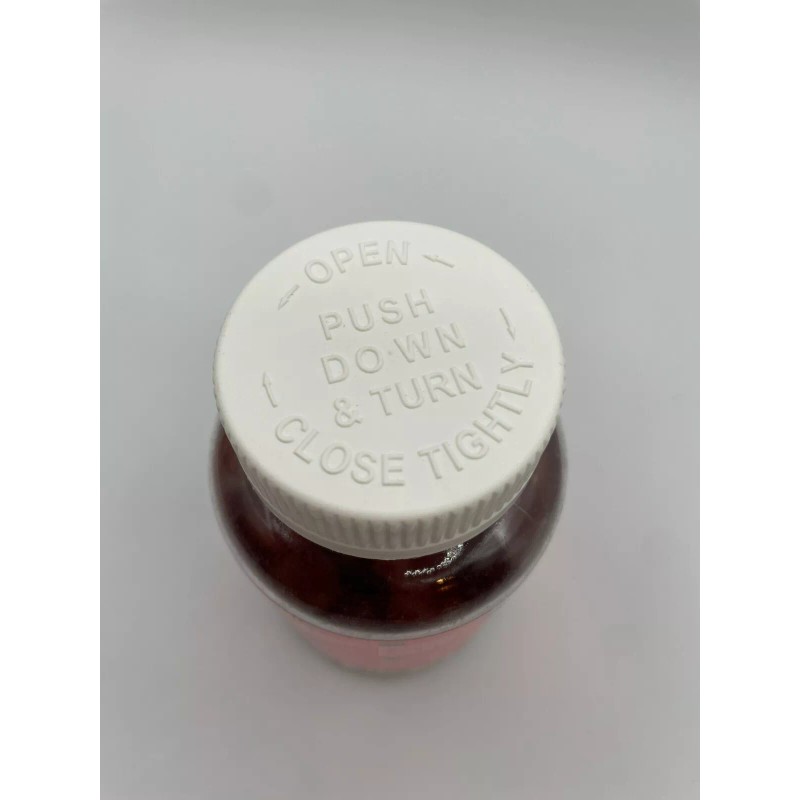 OPEN
PUSH
DOWN
& TURN
CLOSE TIGHTLY